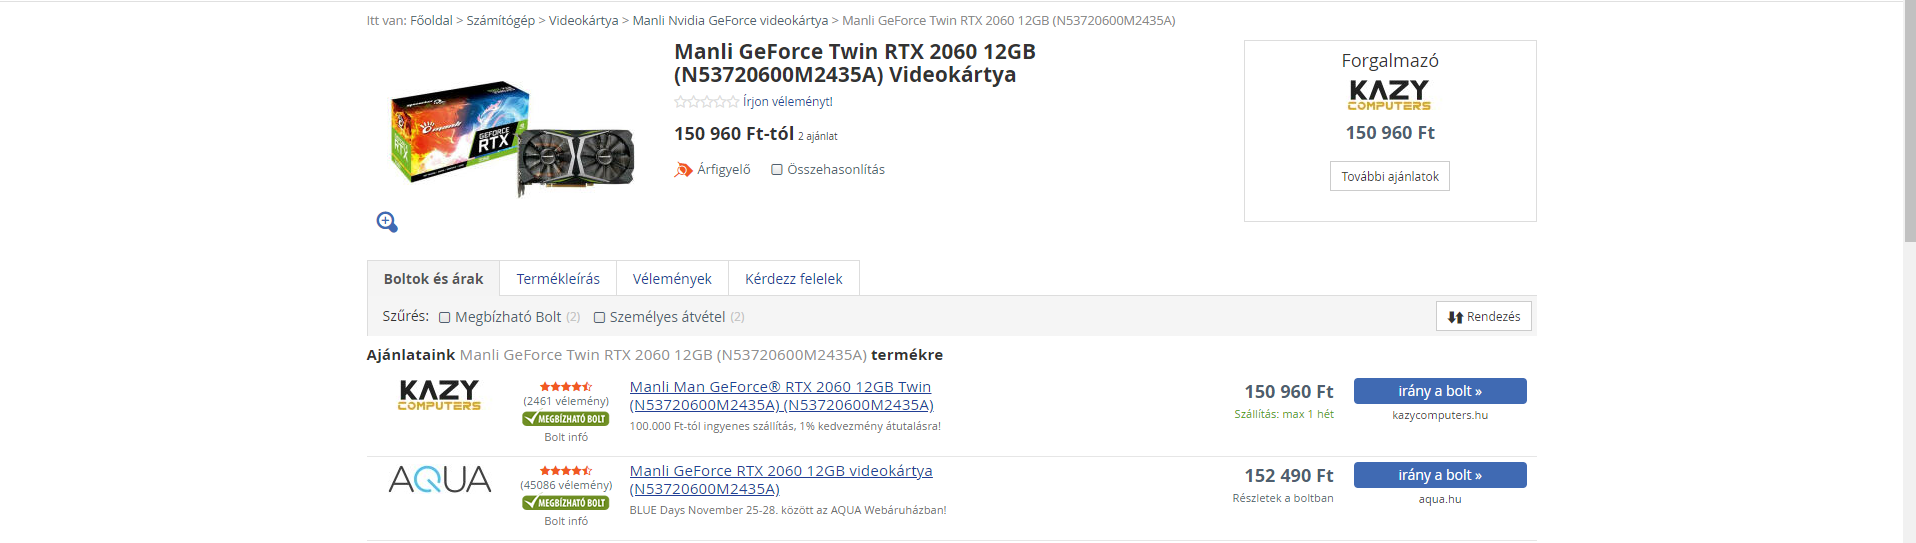 Itt van: Főoldal > Számítógép > Videokártya > Manli Nvidia GeForce videokártya > Manli GeForce Twin RTX 2060 12GB (N53720600M2435A)
Manli GeForce Twin RTX 2060 12GB
(N53720600M2435A) Videokártya
Írjon véleményt!
150 960 Ft-tól 2 ajánlat
Árfigyelő Összehasonlítás
GEFORCE
RTX
RTX
Forgalmazó
KAZY
COMPUTERS
150 960 Ft
További ajánlatok
Boltok és árak Termékleírás Vélemények Kérdezz felelek
Szűrés: Megbízható Bolt (2) Személyes átvétel (2) Rendezés
Ajánlataink Manli GeForce Twin RTX 2060 12GB (N53720600M2435A) termékre
KAZY
COMPUTERS
(2461 vélemény)
MEGBÍZHATÓ BOLT
Bolt infó
Manli Man GeForce® RTX 2060 12GB Twin
(N53720600M2435A) (N53720600M2435A)
100.000 Ft-tól ingyenes szállítás, 1% kedvezmény átutalásra!
150 960 Ft
Szállítás: max 1 hét
irány a bolt »
kazycomputers.hu
AQUA
(45086 vélemény)
MEGBÍZHATÓ BOLT
Bolt infó
Manli GeForce RTX 2060 12GB videokártya
(N53720600M2435A)
BLUE Days November 25-28. között az AQUA Webáruházban!
152 490 Ft
Részletek a boltban
irány a bolt »
aqua.hu